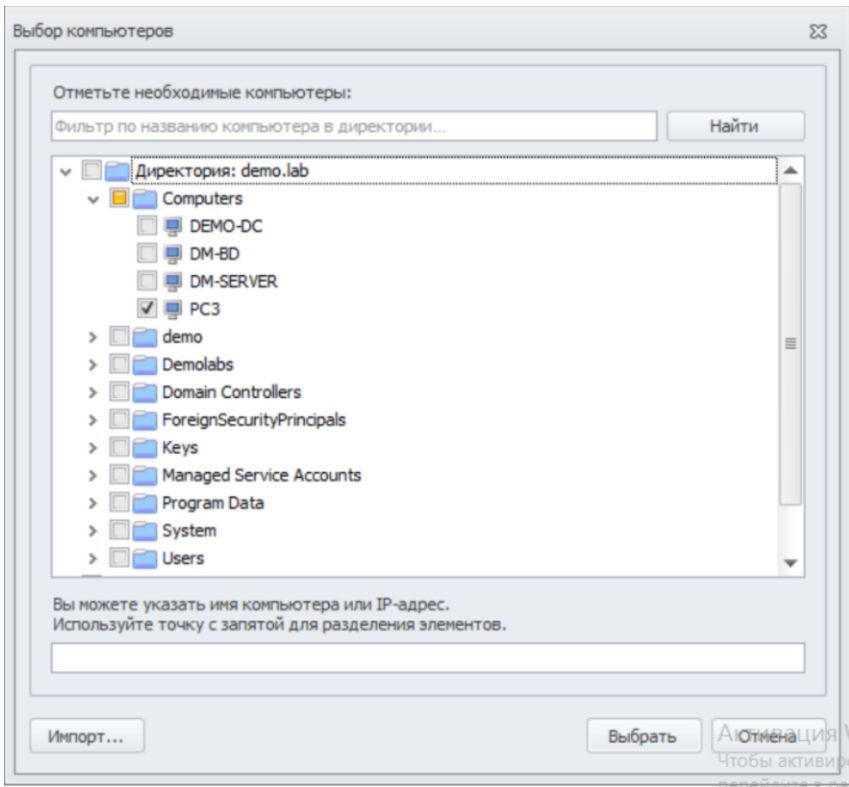 Выбор компьютеров
Отметьте необходимые компьютеры:
Фильтр по названию компьютера в директории...
Найти
Директория: demo.lab
Computers
DEMO-DC
DM-BD
DM-SERVER
PC3
demo
Demolabs
Domain Controllers
ForeignSecurityPrincipals
Keys
Managed Service Accounts
Program Data
System
Users
Вы можете указать имя компьютера или IP-адрес.
Используйте точку с запятой для разделения элементов.
Импорт...
Выбрать
Отмена
Активация
Чтобы